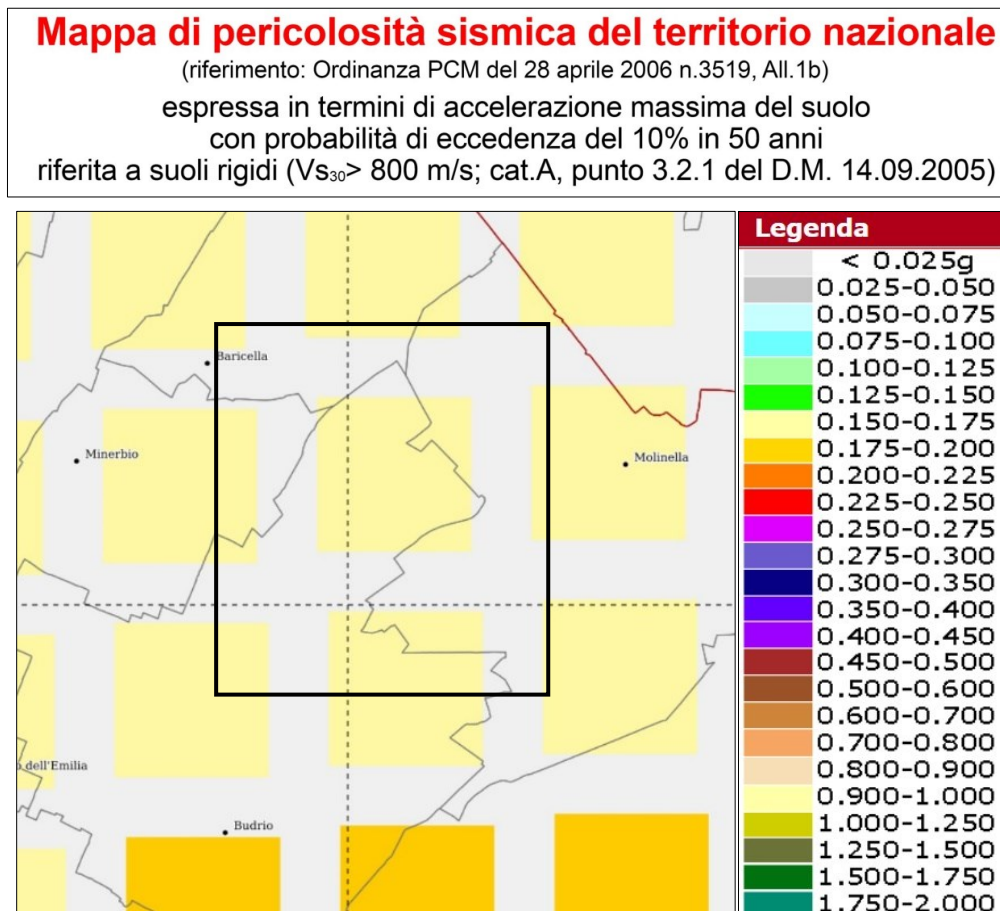 Mappa di pericolosità sismica del territorio nazionale
(riferimento: Ordinanza PCM del 28 aprile 2006 n.3519, All.1b)
espressa in termini di accelerazione massima del suolo
con probabilità di eccedenza del 10% in 50 anni
riferita a suoli rigidi (Vs30> 800 m/s; cat.A, punto 3.2.1 del D.M. 14.09.2005)
Baricella
Minerbio
Molinella
dell'Emilia
Budrio
Legenda
< 0.025g
0.025-0.050
0.050-0.075
0.075-0.100
0.100-0.125
0.125-0.150
0.150-0.175
0.175-0.200
0.200-0.225
0.225-0.250
0.250-0.275
0.275-0.300
0.300-0.350
0.350-0.400
0.400-0.450
0.450-0.500
0.500-0.600
0.600-0.700
0.700-0.800
0.800-0.900
0.900-1.000
1.000-1.250
1.250-1.500
1.500-1.750
1.750-2.000